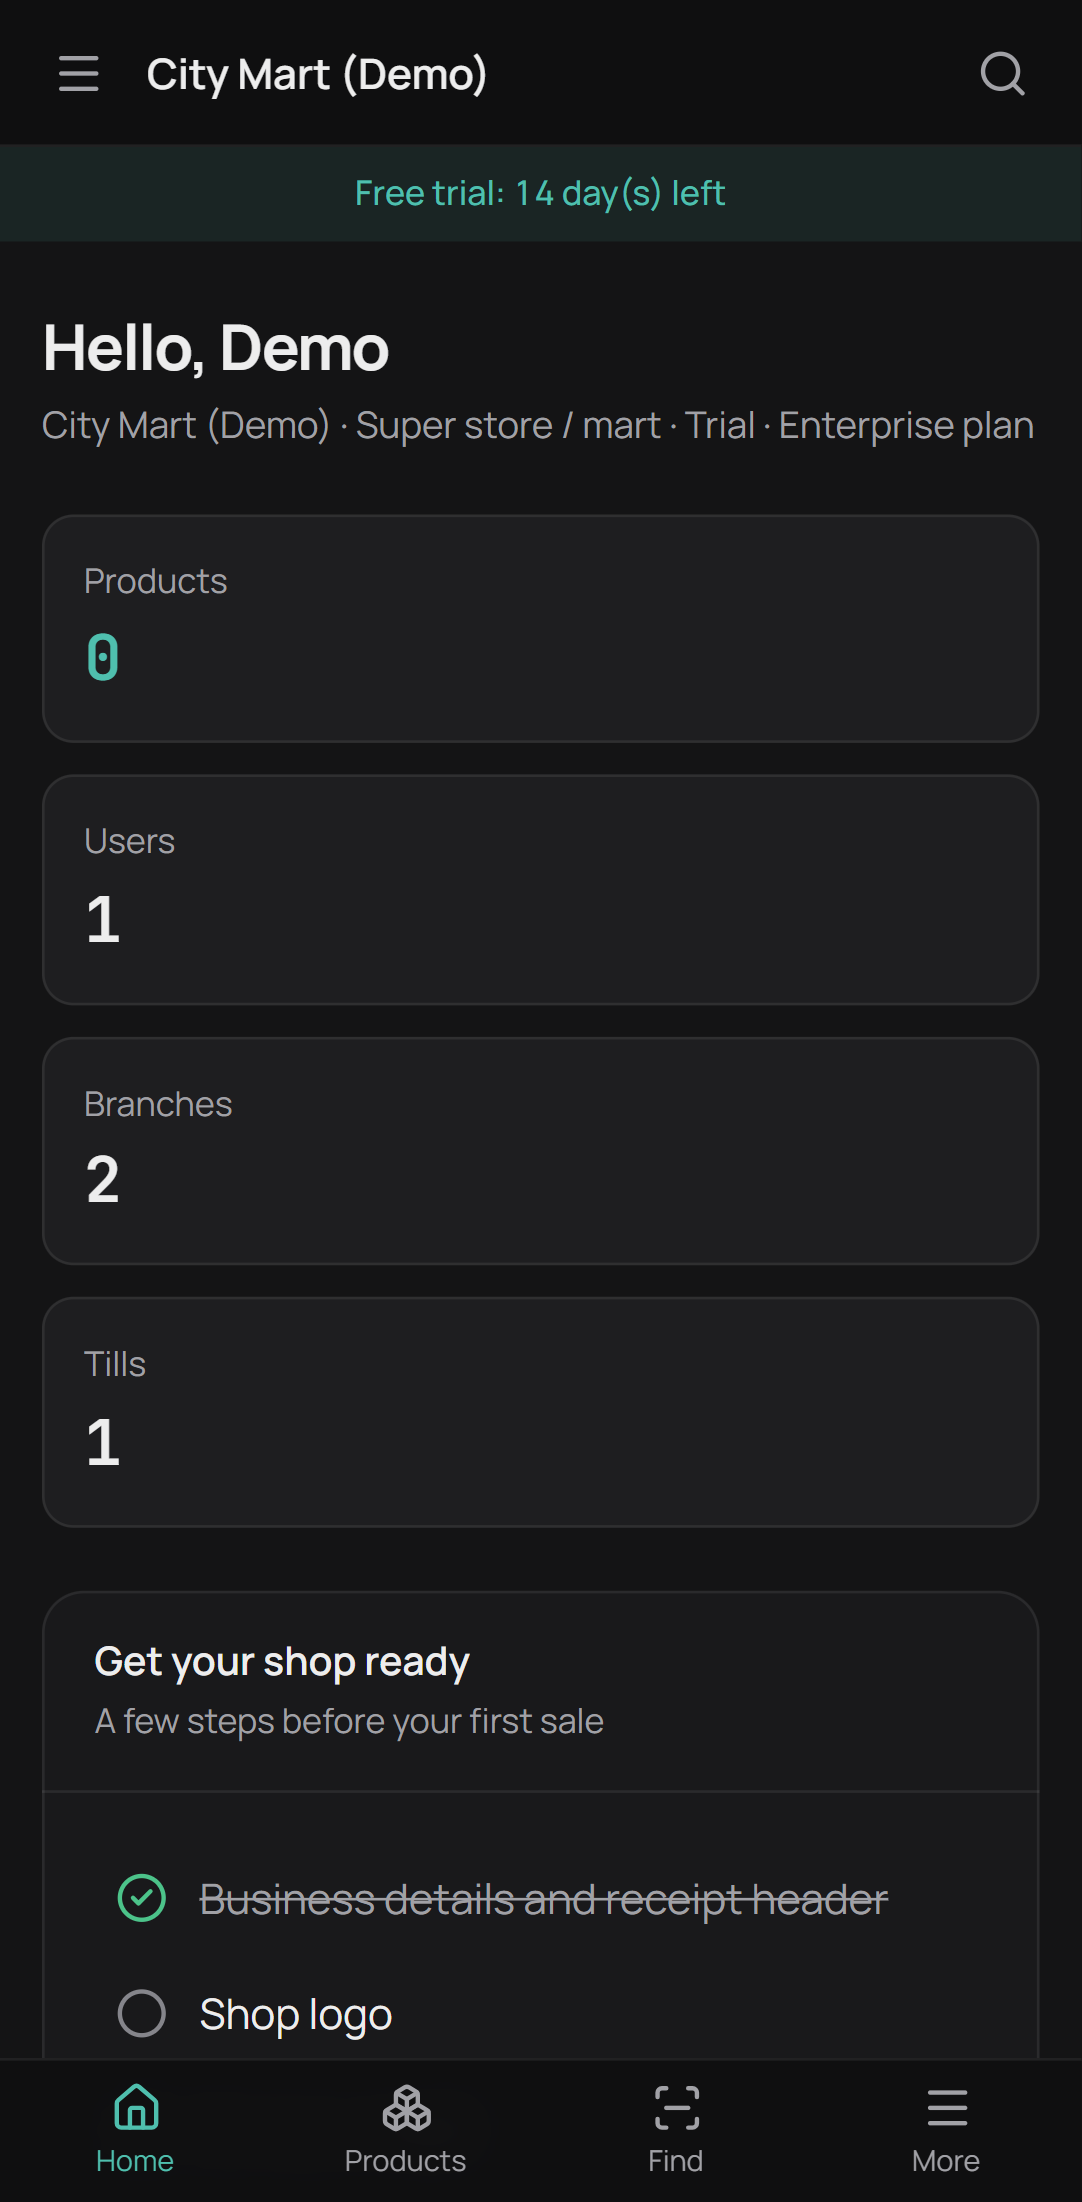 City Mart (Demo)
Free trial: 14 day(s) left
Hello, Demo
City Mart (Demo) · Super store / mart · Trial · Enterprise plan
Products
0
Users
1
Branches
2
Tills
1
Get your shop ready
A few steps before your first sale
Business details and receipt header
Shop logo
Home
Products
Find
More